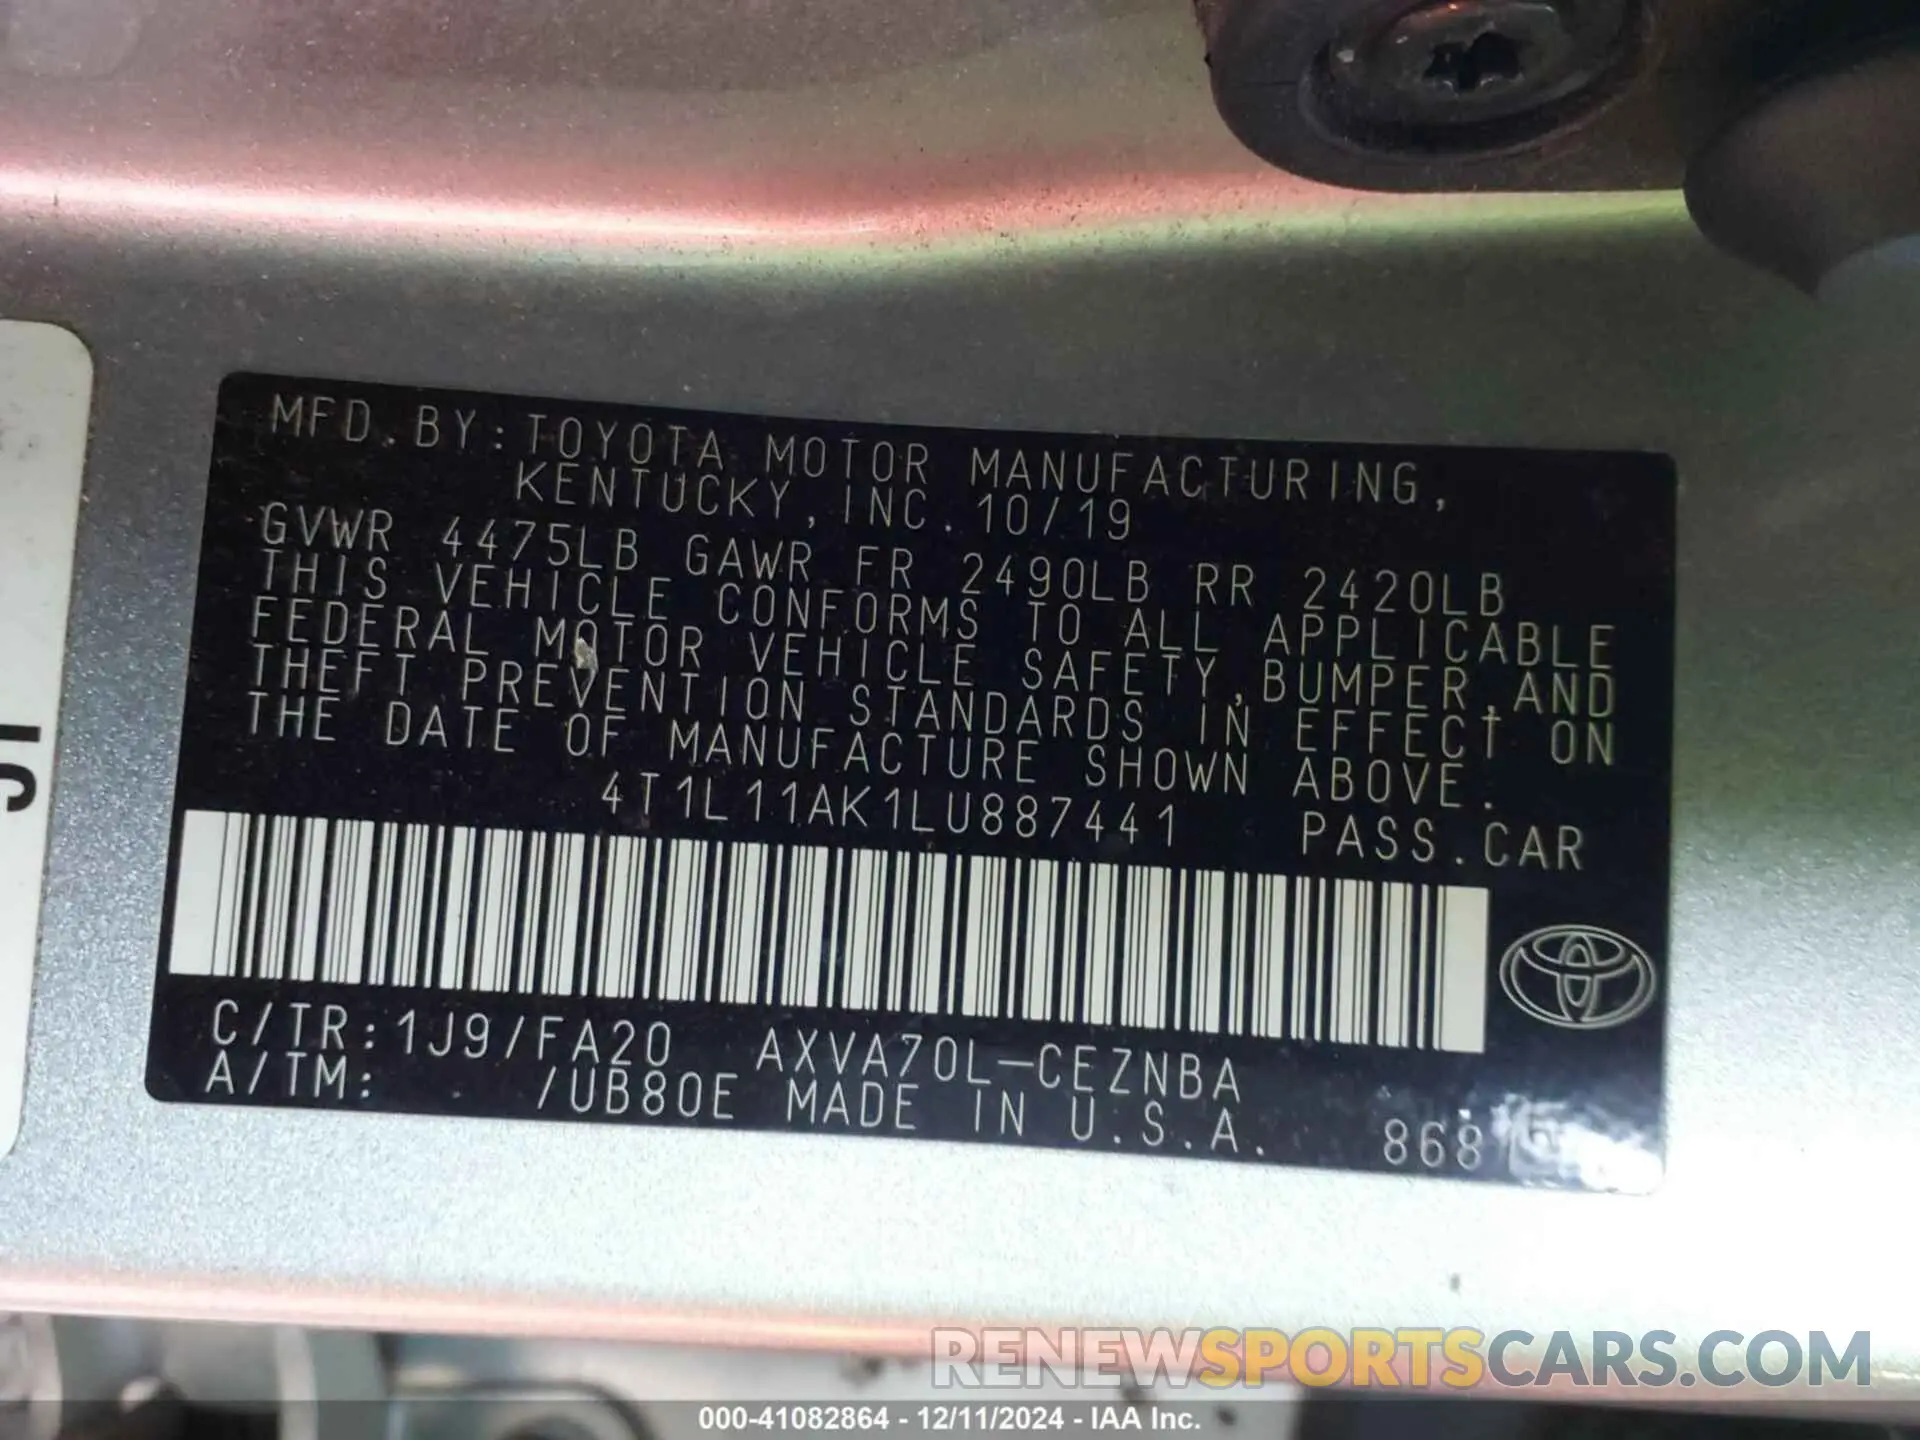 MFD.BY:TOYOTA MOTOR MANUFACTURING,
KENTUCKY,INC.10/19
GVWR 4475LB GAWR FR 2490LB RR 2420LB
THIS VEHICLE CONFORMS TO ALL APPLICABLE
FEDERAL MOTOR VEHICLE SAFETY,BUMPER,AND
THEFT PREVENTION STANDARDS IN EFFECT ON
THE DATE OF MANUFACTURE SHOWN ABOVE.
4T1L11AK1LU887441 PASS.CAR
C/TR:1J9/FA20 AXVA70L-CEZNBA
A/TM: /UB80E MADE IN U.S.A. 868
RENEWSPORTSCARS.COM
000-41082864 - 12/11/2024 - IAA Inc.